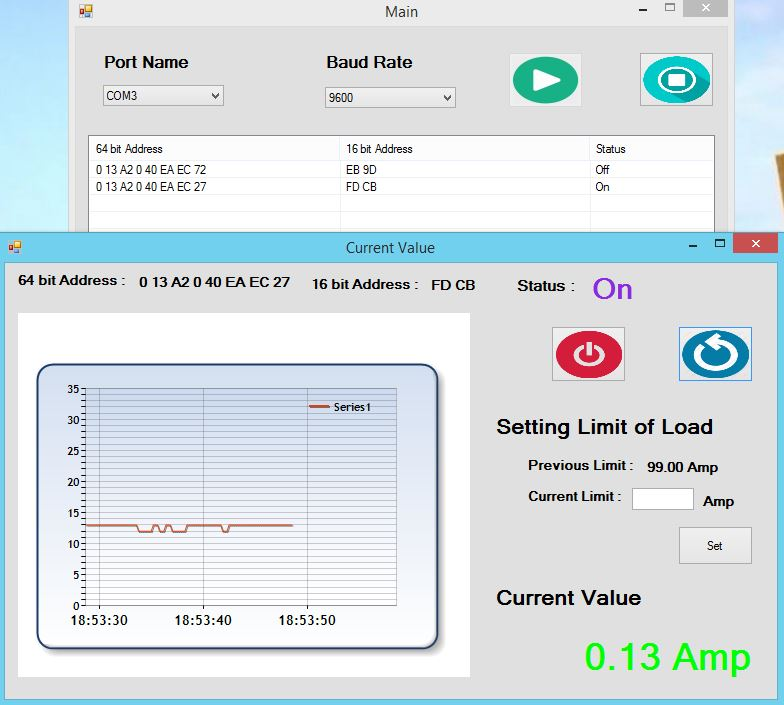 Main
Port Name
Baud Rate
COM3
9600
64 bit Address 16 bit Address Status
0 13 A2 0 40 EA EC 72 EB 9D Off
0 13 A2 0 40 EA EC 27 FD CB On
Current Value
64 bit Address : 0 13 A2 0 40 EA EC 27 16 bit Address : FD CB Status : On
35
30
25
20
15
10
5
0
Series1
18:53:30 18:53:40 18:53:50
Setting Limit of Load
Previous Limit : 99.00 Amp
Current Limit : Amp
Set
Current Value
0.13 Amp